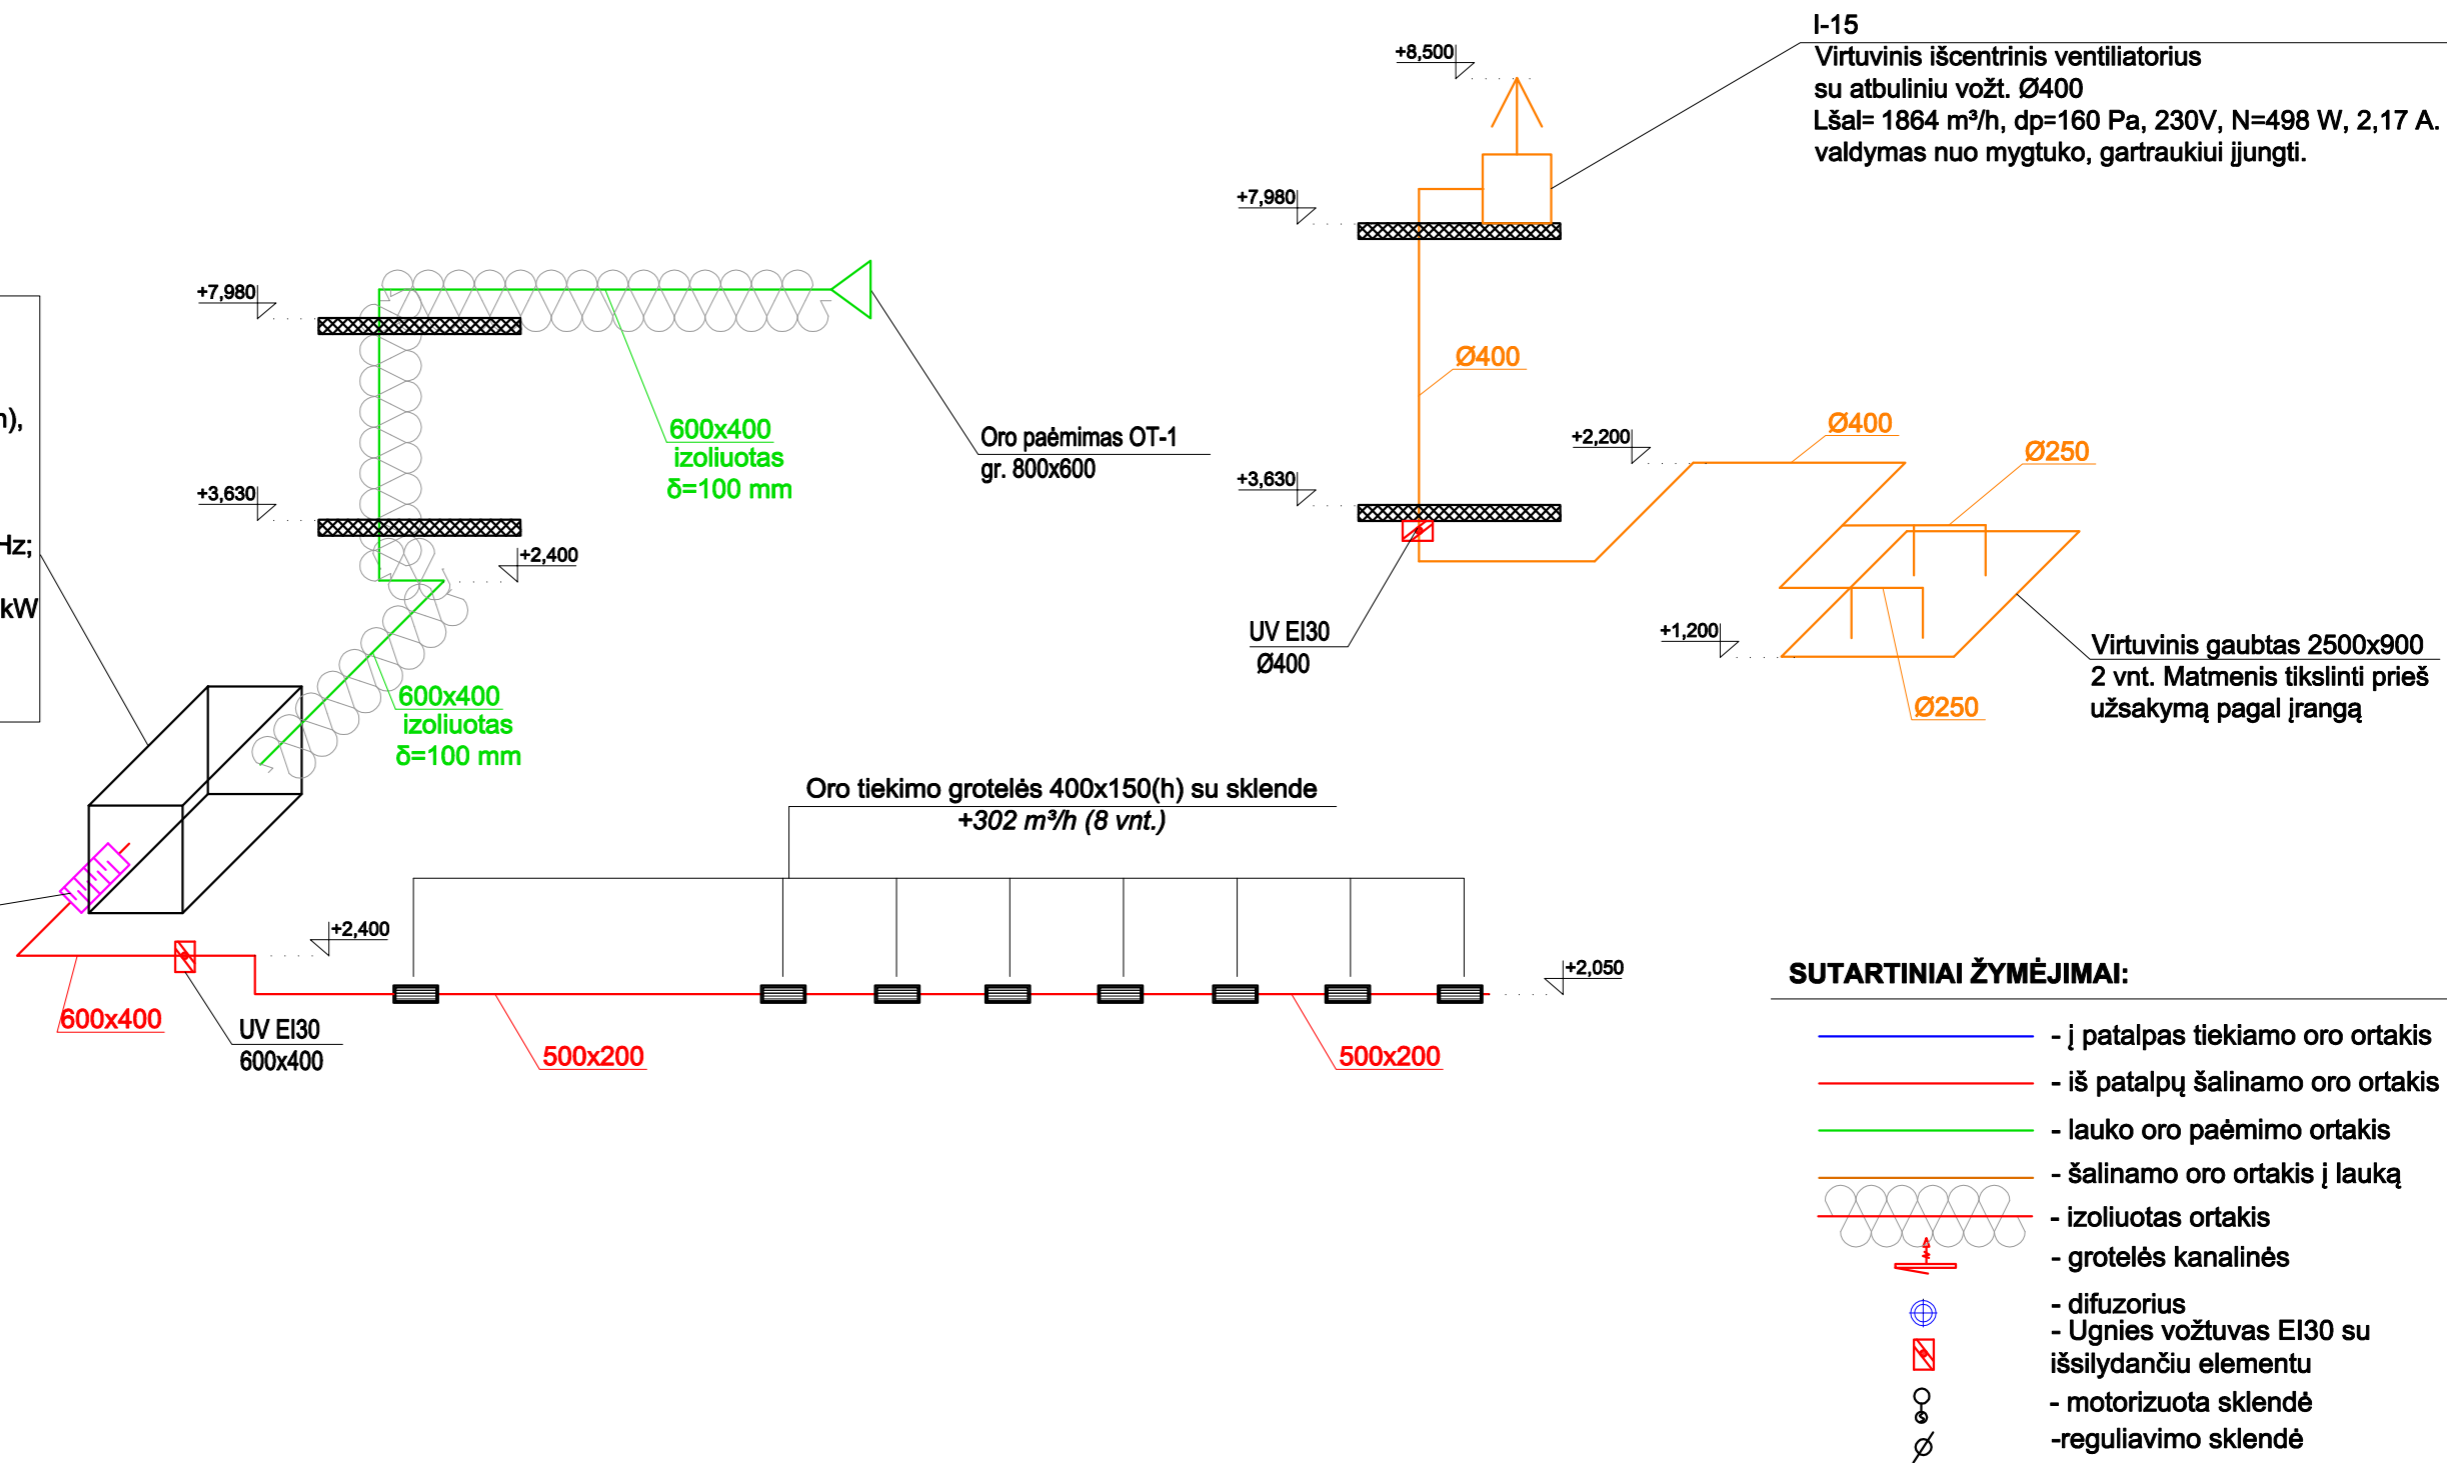 I-15
Virtuvinis išcentrinis ventiliatorius
su atbuliniu vožt. Ø400
Lšal= 1864 m³/h, dp=160 Pa, 230V, N=498 W, 2,17 A.
valdymas nuo mygtuko, gartraukiui įjungti.
+8,500
+7,980
+7,980
Ø400
600x400
izoliuotas
δ=100 mm
Oro paėmimas OT-1
gr. 800x600
+3,630
+2,400
+3,630
+2,200
Ø400
Ø250
UV EI30
Ø400
+1,200
Ø250
Virtuvinis gaubtas 2500x900
2 vnt. Matmenis tikslinti prieš
užsakymą pagal įrangą
),
Hz;
kW
600x400
izoliuotas
δ=100 mm
Oro tiekimo grotelės 400x150(h) su sklende
+302 m³/h (8 vnt.)
+2,400
+2,050
600x400
UV EI30
600x400
500x200
500x200
SUTARTINIAI ŽYMĖJIMAI:
- į patalpas tiekiamo oro ortakis
- iš patalpų šalinamo oro ortakis
- lauko oro paėmimo ortakis
- šalinamo oro ortakis į lauką
- izoliuotas ortakis
- grotelės kanalinės
- difuzorius
- Ugnies vožtuvas EI30 su
išsilydančiu elementu
- motorizuota sklendė
-reguliavimo sklendė